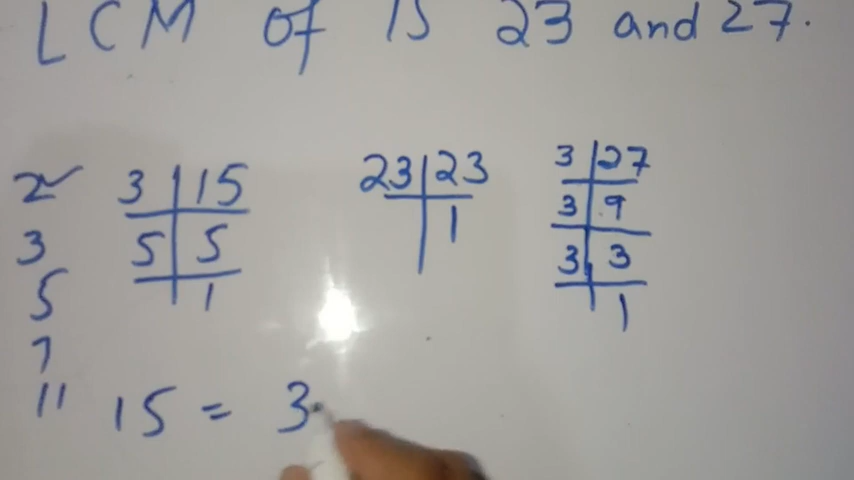 LCM of 15 23 and 27.
2 3 15 23 23 3 27
3 5 5 1 3 9
5 1 3 3
7 1
11 15 = 3